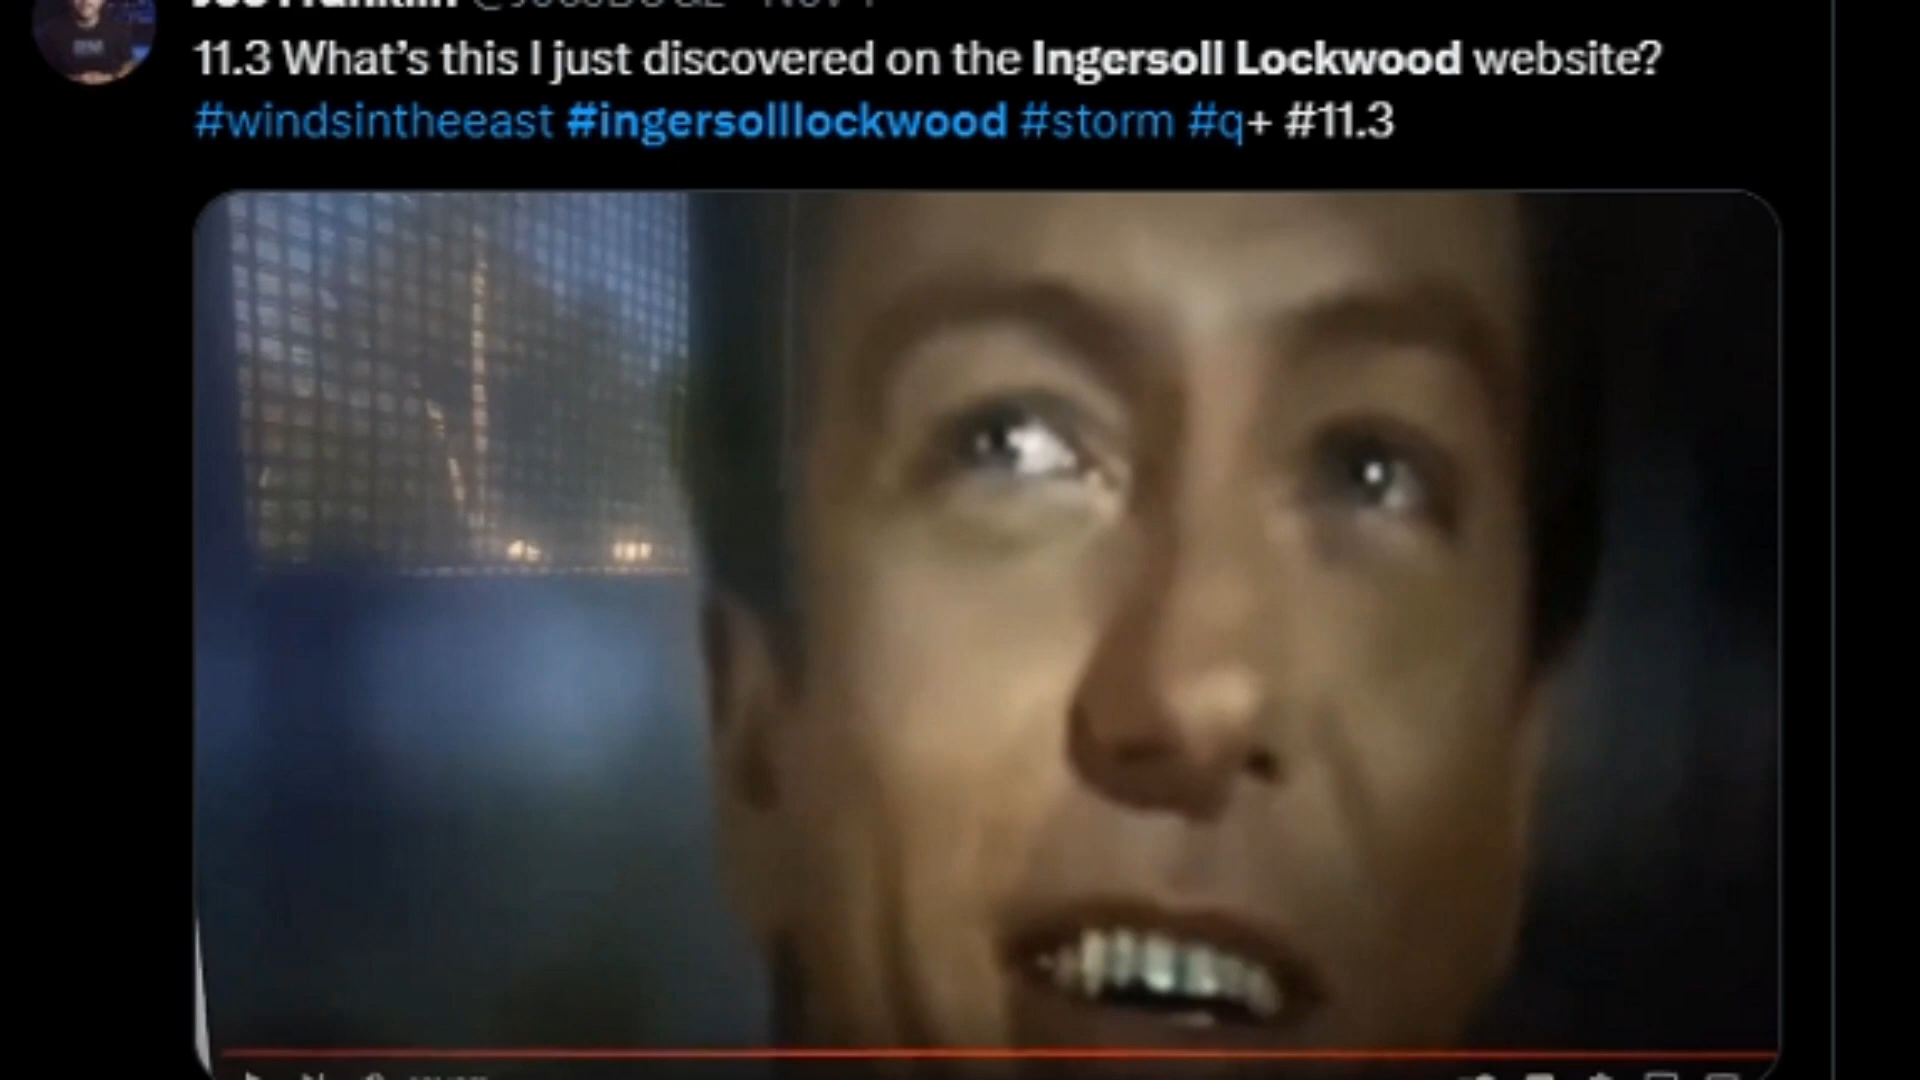 11.3 What's this I just discovered on the Ingersoll Lockwood website?
#windsintheeast #ingersolllockwood #storm #q+ #11.3